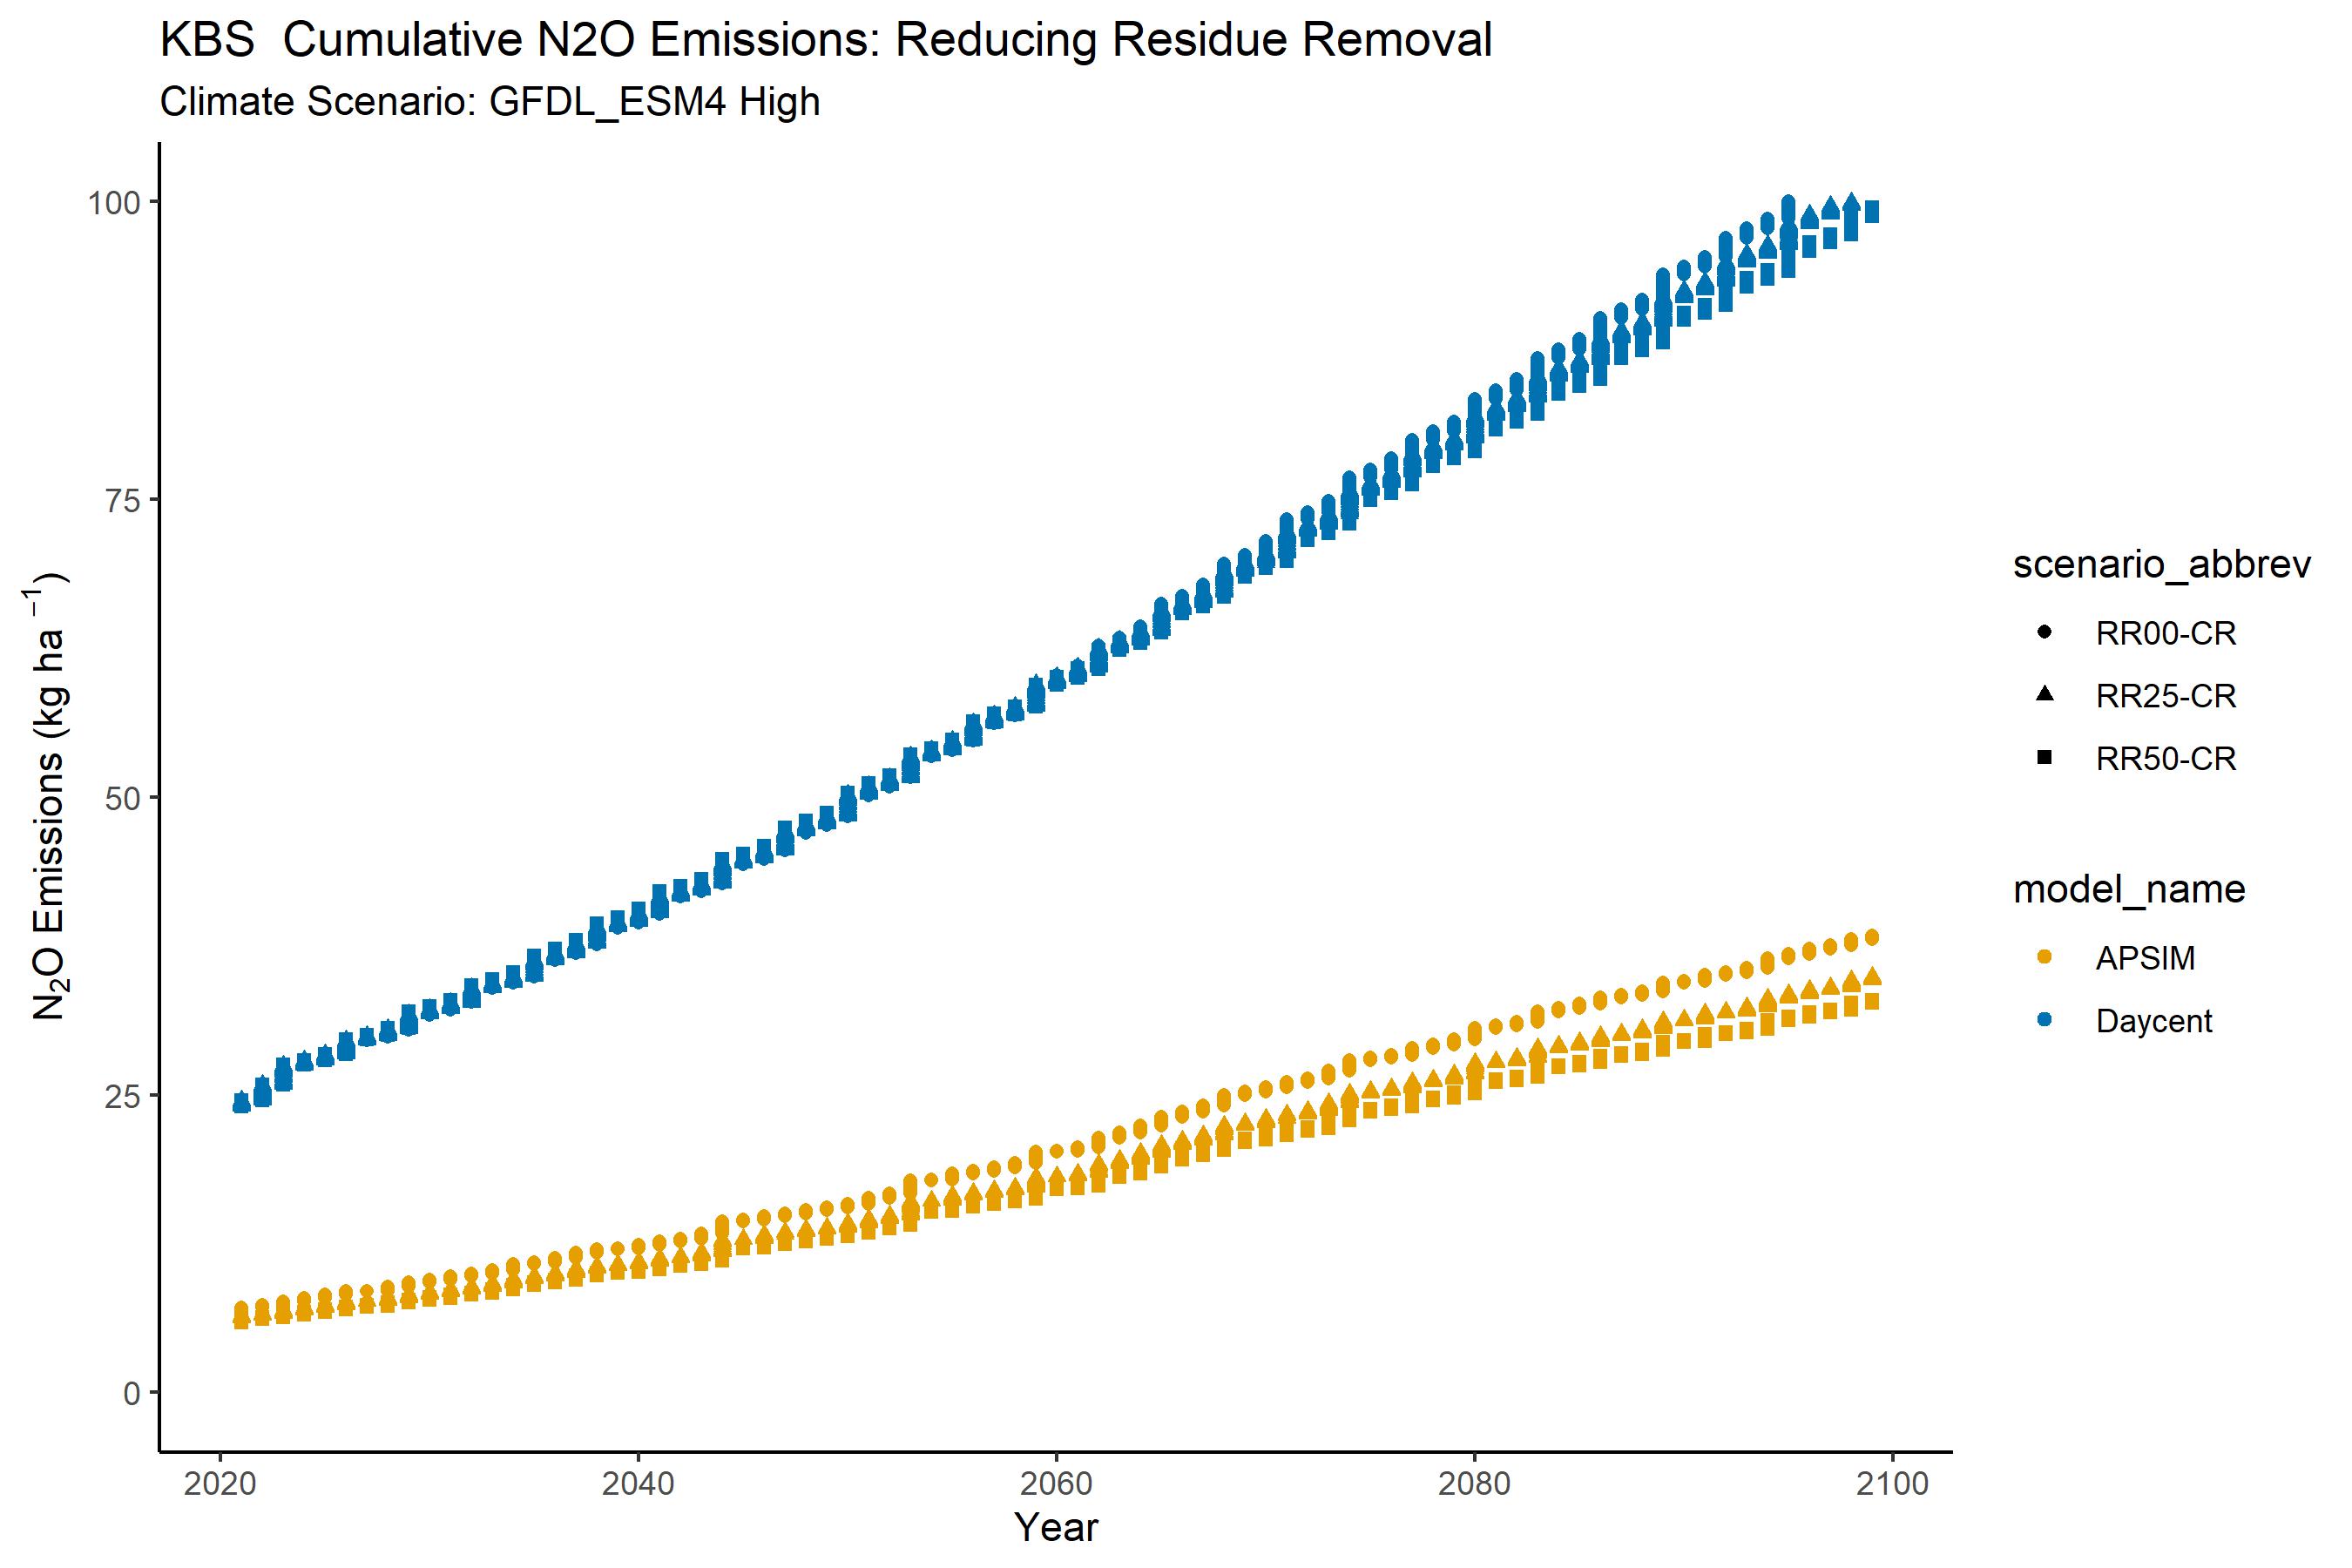 KBS  Cumulative N2O Emissions: Reducing Residue Removal
Climate Scenario: GFDL_ESM4 High
N₂O Emissions (kg ha ⁻¹)
100
75
50
25
0
2020 2040 2060 2080 2100
Year
scenario_abbrev
RR00-CR
RR25-CR
RR50-CR
model_name
APSIM
Daycent